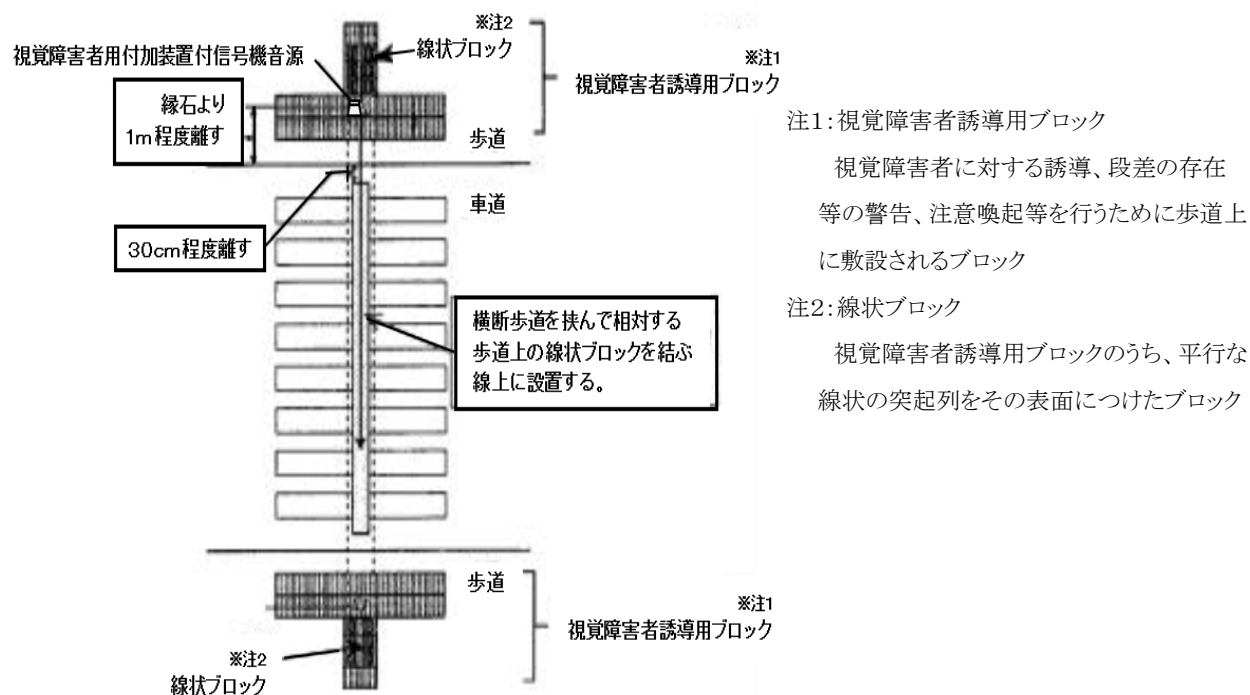 ※注2
線状ブロック
※注1
視覚障害者誘導用ブロック
視覚障害者用付加装置付信号機音源
縁石より
1m程度離す
歩道
車道
30cm程度離す
横断歩道を挟んで相対する
歩道上の線状ブロックを結ぶ
線上に設置する。
歩道
※注1
視覚障害者誘導用ブロック
※注2
線状ブロック
注1:視覚障害者誘導用ブロック
視覚障害者に対する誘導、段差の存在
等の警告、注意喚起等を行うために歩道上
に敷設されるブロック
注2:線状ブロック
視覚障害者誘導用ブロックのうち、平行な
線状の突起列をその表面につけたブロック